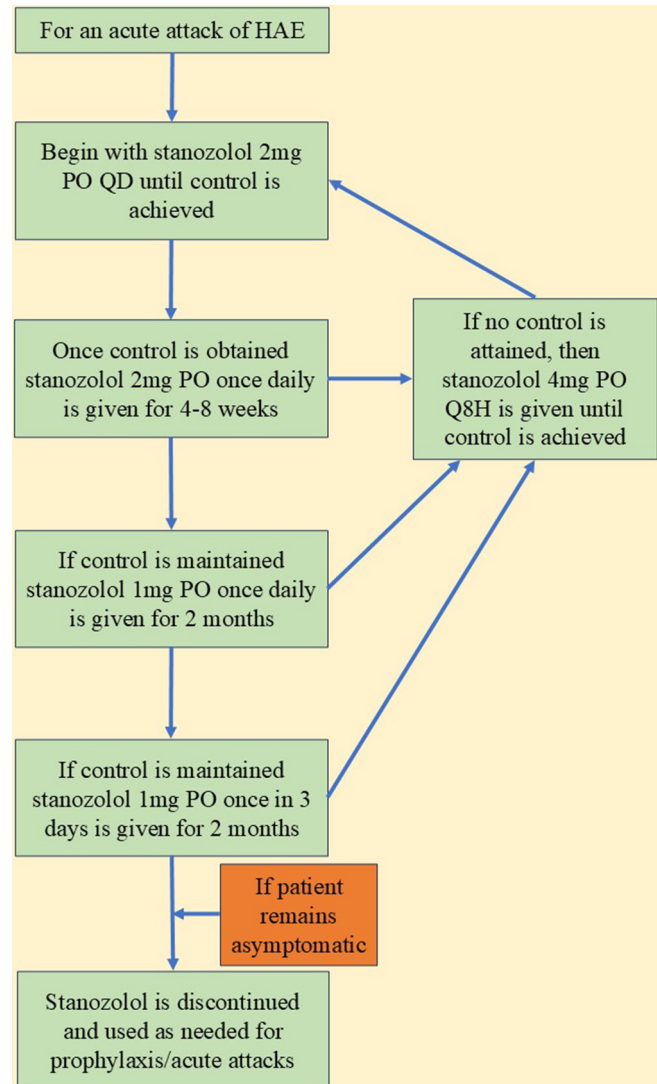 For an acute attack of HAE
Begin with stanozolol 2mg
PO QD until control is
achieved
Once control is obtained
stanozolol 2mg PO once daily
is given for 4-8 weeks
If no control is
attained, then
stanozolol 4mg PO
Q8H is given until
control is achieved
If control is maintained
stanozolol 1mg PO once daily
is given for 2 months
If control is maintained
stanozolol 1mg PO once in 3
days is given for 2 months
If patient
remains
asymptomatic
Stanozolol is discontinued
and used as needed for
prophylaxis/acute attacks